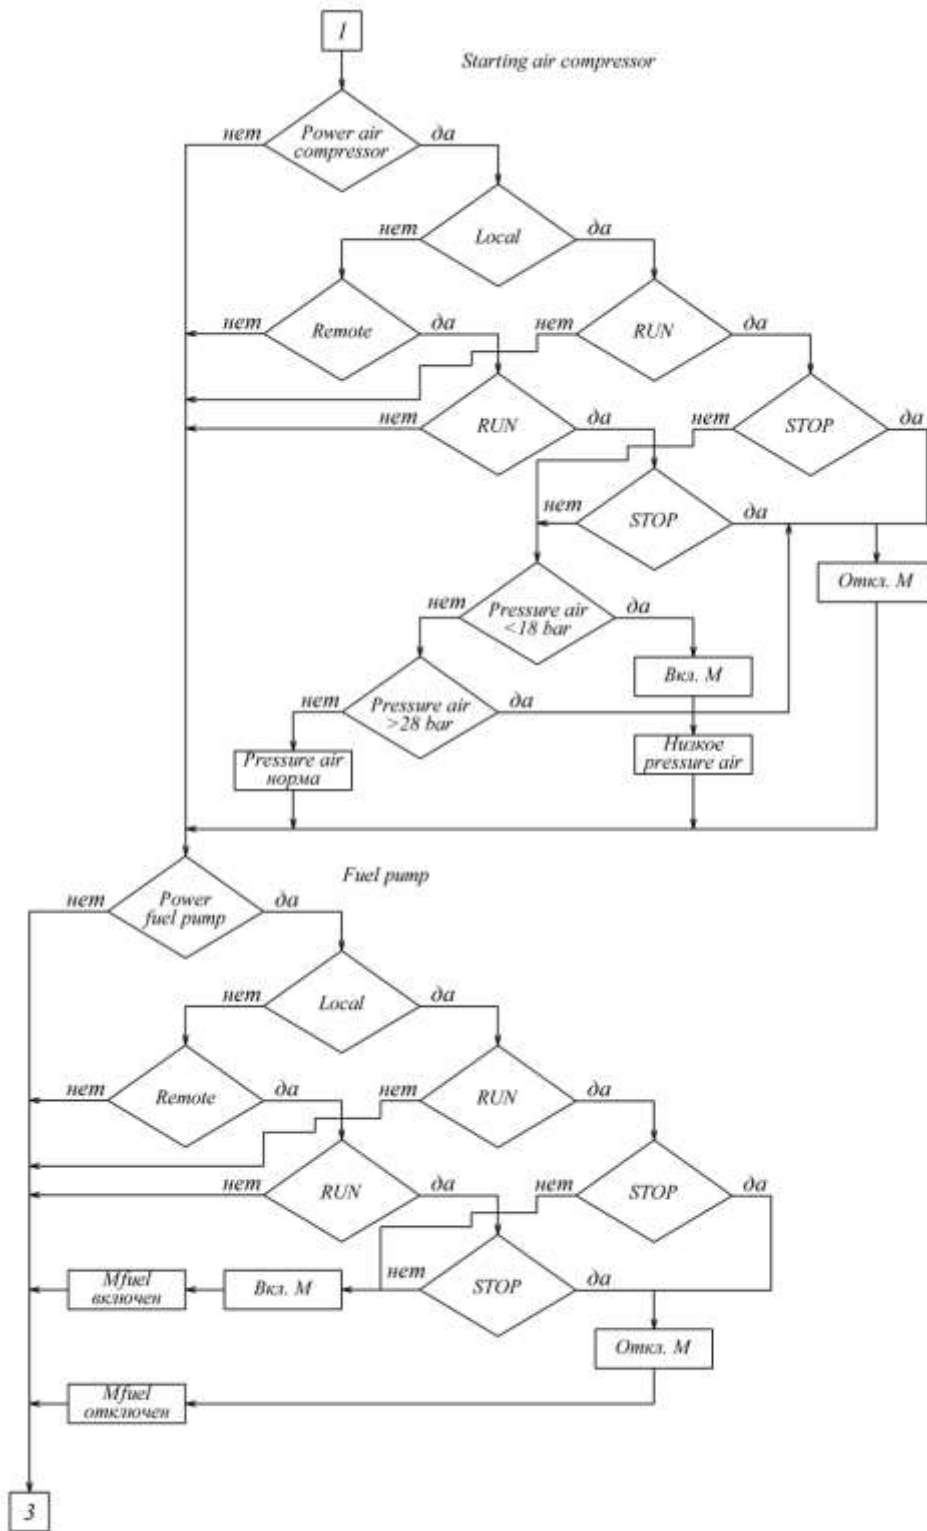 1
Starting air compressor
нет
Power air
compressor
да
нет
Local
да
нет
Remote
да
нет
RUN
да
нет
RUN
да
нет
STOP
да
нет
STOP
да
Откл. М
нет
Pressure air
<18 bar
да
Вкл. М
нет
Pressure air
>28 bar
да
Pressure air
норма
Низкое
pressure air
Fuel pump
нет
Power
fuel pump
да
нет
Local
да
нет
Remote
да
нет
RUN
да
нет
RUN
да
нет
STOP
да
Mfuel
включен
Вкл. М
нет
STOP
да
Откл. М
Mfuel
отключен
3